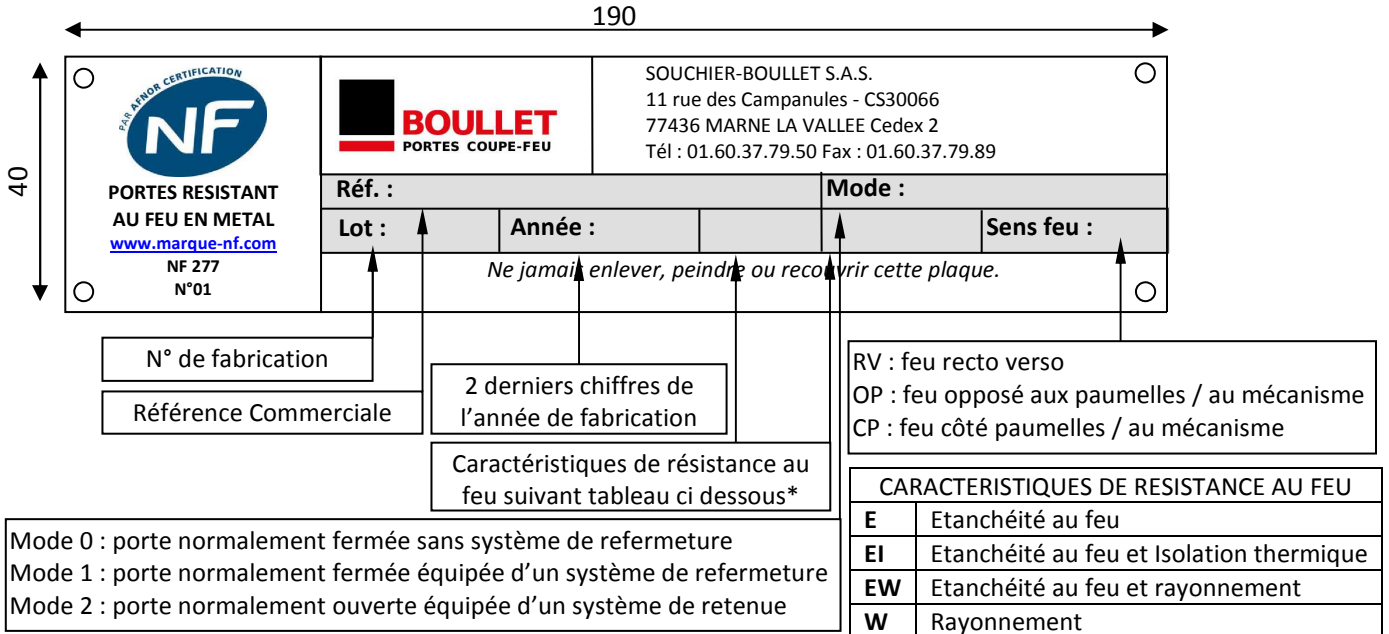 190
40
PAR AFNOR CERTIFICATION
NF
PORTES RESISTANT
AU FEU EN METAL
www.marque-nf.com
NF 277
N°01
BOULLET
PORTES COUPE-FEU
SOUCHIER-BOULLET S.A.S.
11 rue des Campanules - CS30066
77436 MARNE LA VALLEE Cedex 2
Tél : 01.60.37.79.50 Fax : 01.60.37.79.89
Réf. : Mode :
Lot : Année : Sens feu :
Ne jamais enlever, peindre ou recouvrir cette plaque.
N° de fabrication
Référence Commerciale
2 derniers chiffres de
l’année de fabrication
Caractéristiques de résistance au
feu suivant tableau ci dessous*
RV : feu recto verso
OP : feu opposé aux paumelles / au mécanisme
CP : feu côté paumelles / au mécanisme
Mode 0 : porte normalement fermée sans système de refermeture
Mode 1 : porte normalement fermée équipée d’un système de refermeture
Mode 2 : porte normalement ouverte équipée d’un système de retenue
CARACTERISTIQUES DE RESISTANCE AU FEU
E Etanchéité au feu
EI Etanchéité au feu et Isolation thermique
EW Etanchéité au feu et rayonnement
W Rayonnement